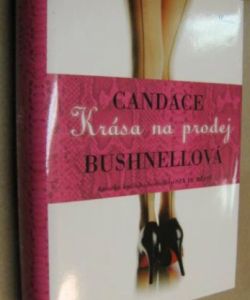 CANDACE
Krása na prodej
BUSHNELLOVÁ